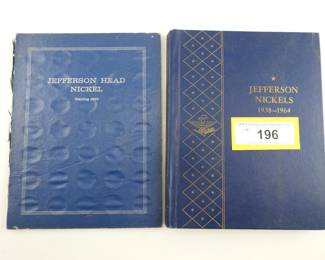 JEFFERSON HEAD
NICKEL
JEFFERSON
NICKELS
1938-1964
196